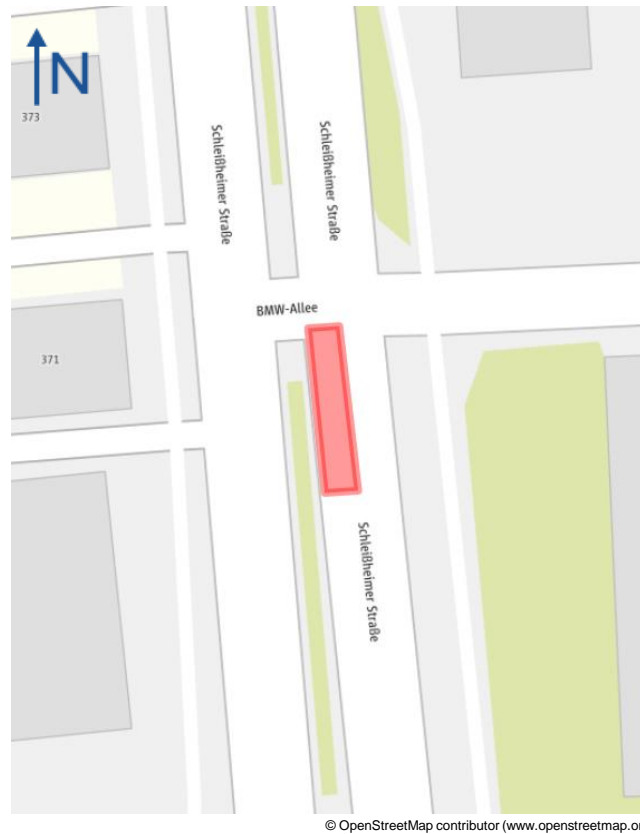 N
373
Schleißheimer Straße
Schleißheimer Straße
BMW-Allee
371
Schleißheimer Straße
© OpenStreetMap contributor (www.openstreetmap.or